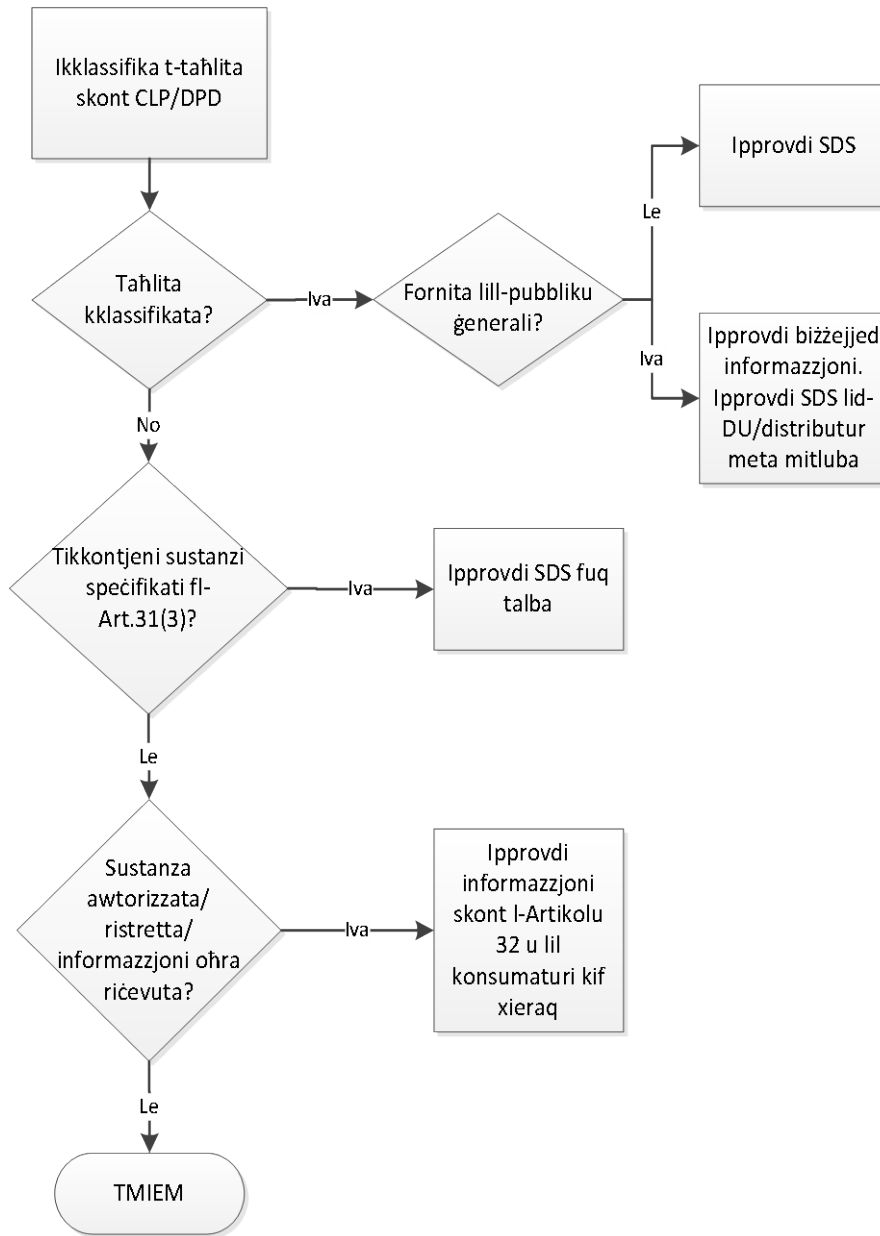 Ikklassifika t-taħlita
skont CLP/DPD
Ipprovdi SDS
Le
Taħlita
kklassifikata?
Iva
Fornita lill-pubbliku
ġenerali?
Iva
Ipprovdi biżżejjed
informazzjoni.
Ipprovdi SDS lid-
DU/distributur
meta mitluba
No
Tikkontjeni sustanzi
speċifikati fl-
Art.31(3)?
Iva
Ipprovdi SDS fuq
talba
Le
Sustanza
awtorizzata/
ristretta/
informazzjoni oħra
riċevuta?
Iva
Ipprovdi
informazzjoni
skont l-Artikolu
32 u lil
konsumaturi kif
xieraq
Le
TMIEM